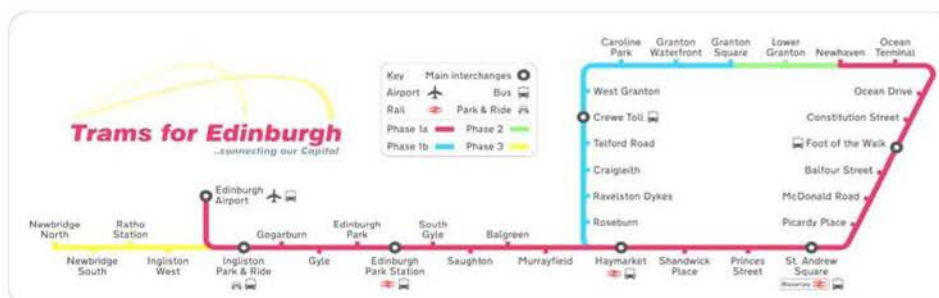 Trams for Edinburgh
...connecting our Capital
Key
Main interchanges
Airport
Bus
Rail
Park & Ride
Phase 1a
Phase 2
Phase 1b
Phase 3
Caroline
Park
Granton
Waterfront
Granton
Square
Lower
Granton
Newhaven
Ocean
Terminal
West Granton
Crewe Toll
Telford Road
Craigleith
Ravelston Dykes
Roseburn
Ocean Drive
Constitution Street
Foot of the Walk
Balfour Street
McDonald Road
Picardy Place
Edinburgh
Airport
Newbridge
North
Ratho
Station
Gogarburn
Edinburgh
Park
South
Gyle
Balgreen
Newbridge
South
Ingliston
West
Ingliston
Park & Ride
Gyle
Edinburgh
Park Station
Saughton
Murrayfield
Haymarket
Shandwick
Place
Princes
Street
St. Andrew
Square
Waverley